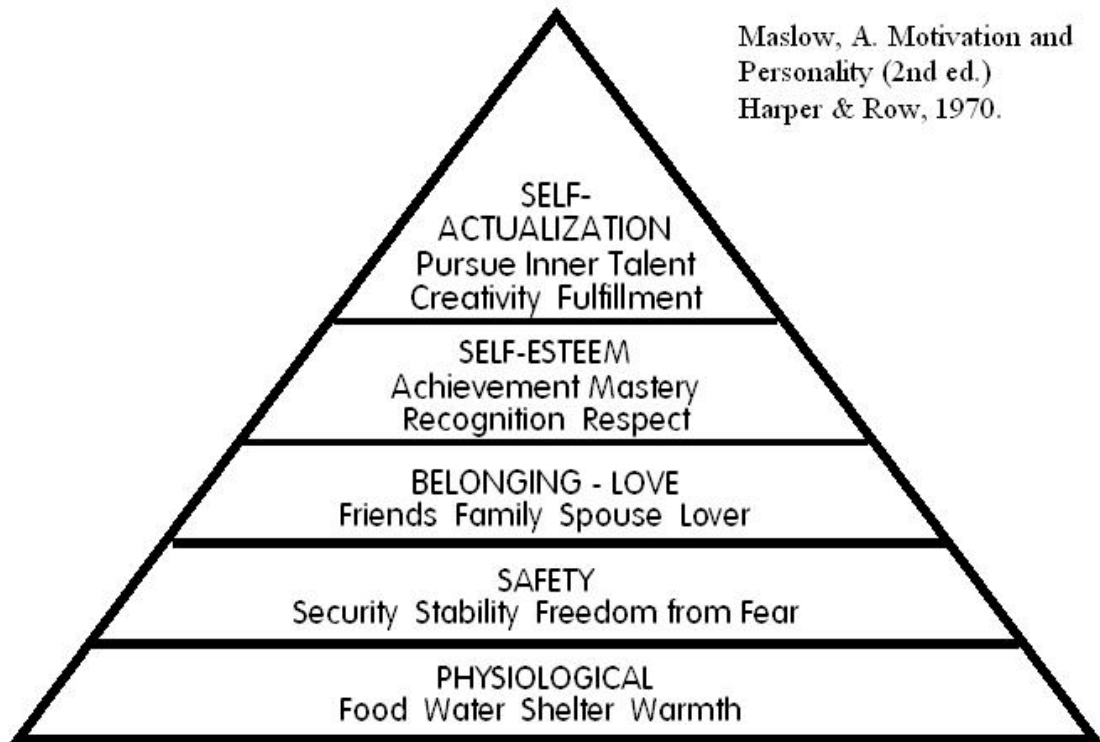 Maslow, A. Motivation and
Personality (2nd ed.)
Harper & Row, 1970.
SELF-
ACTUALIZATION
Pursue Inner Talent
Creativity Fulfillment
SELF-ESTEEM
Achievement Mastery
Recognition Respect
BELONGING - LOVE
Friends Family Spouse Lover
SAFETY
Security Stability Freedom from Fear
PHYSIOLOGICAL
Food Water Shelter Warmth